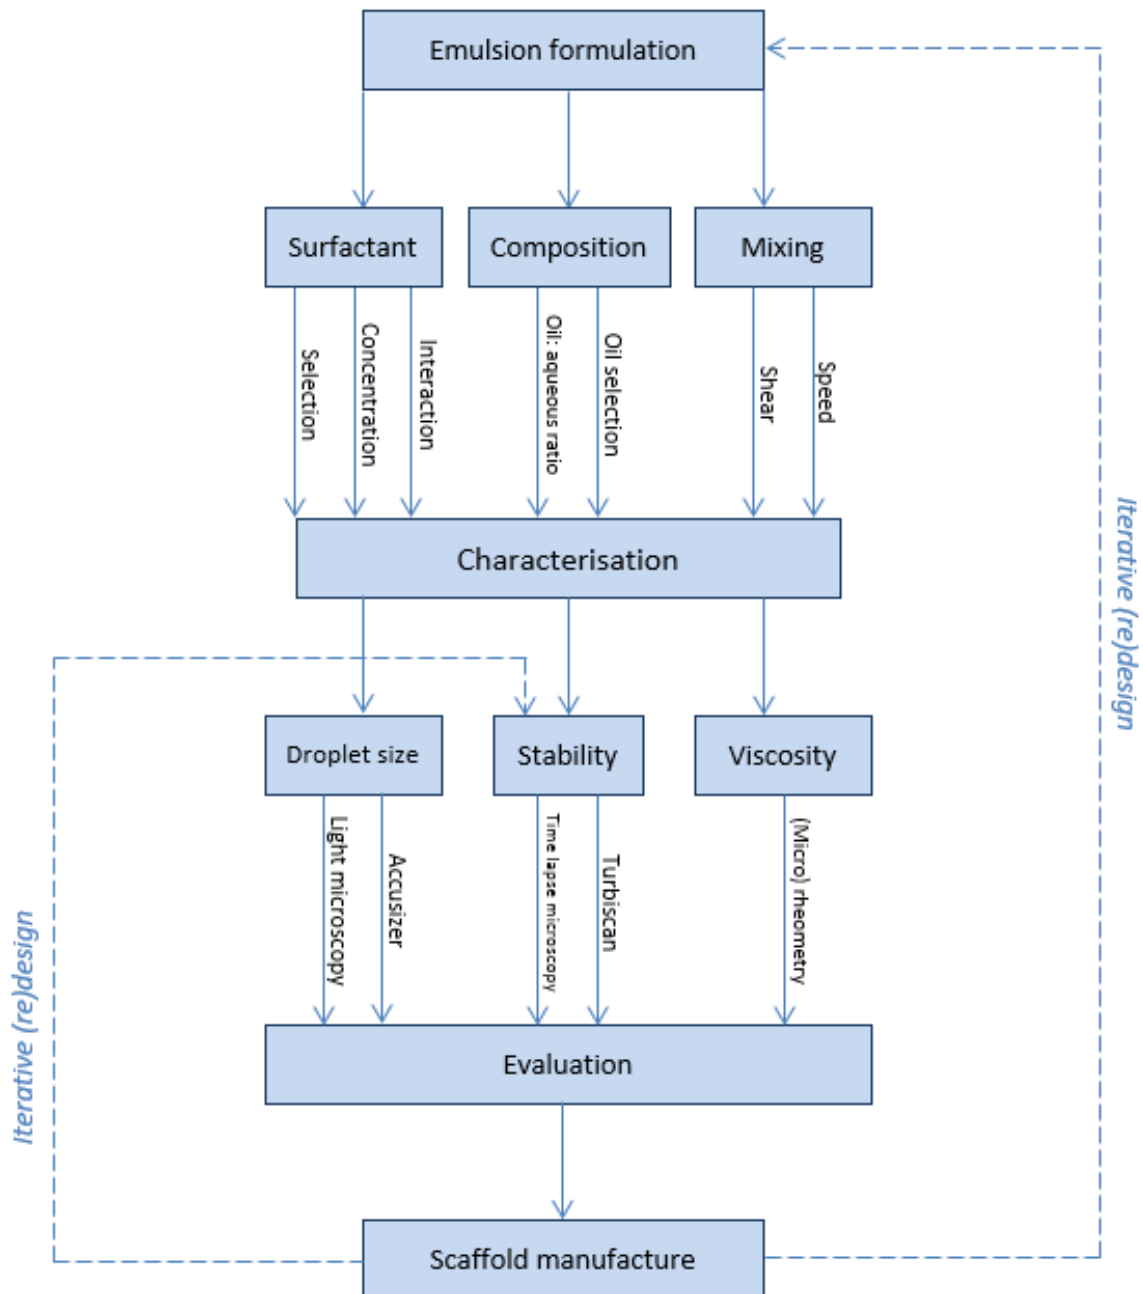 Emulsion formulation
Surfactant
Composition
Mixing
Selection
Concentration
Interaction
Oil: aqueous ratio
Oil selection
Shear
Speed
Characterisation
Iterative (re)design
Droplet size
Stability
Viscosity
Light microscopy
Accusizer
Time lapse microscopy
Turbiscan
(Micro) rheometry
Iterative (re)design
Evaluation
Scaffold manufacture